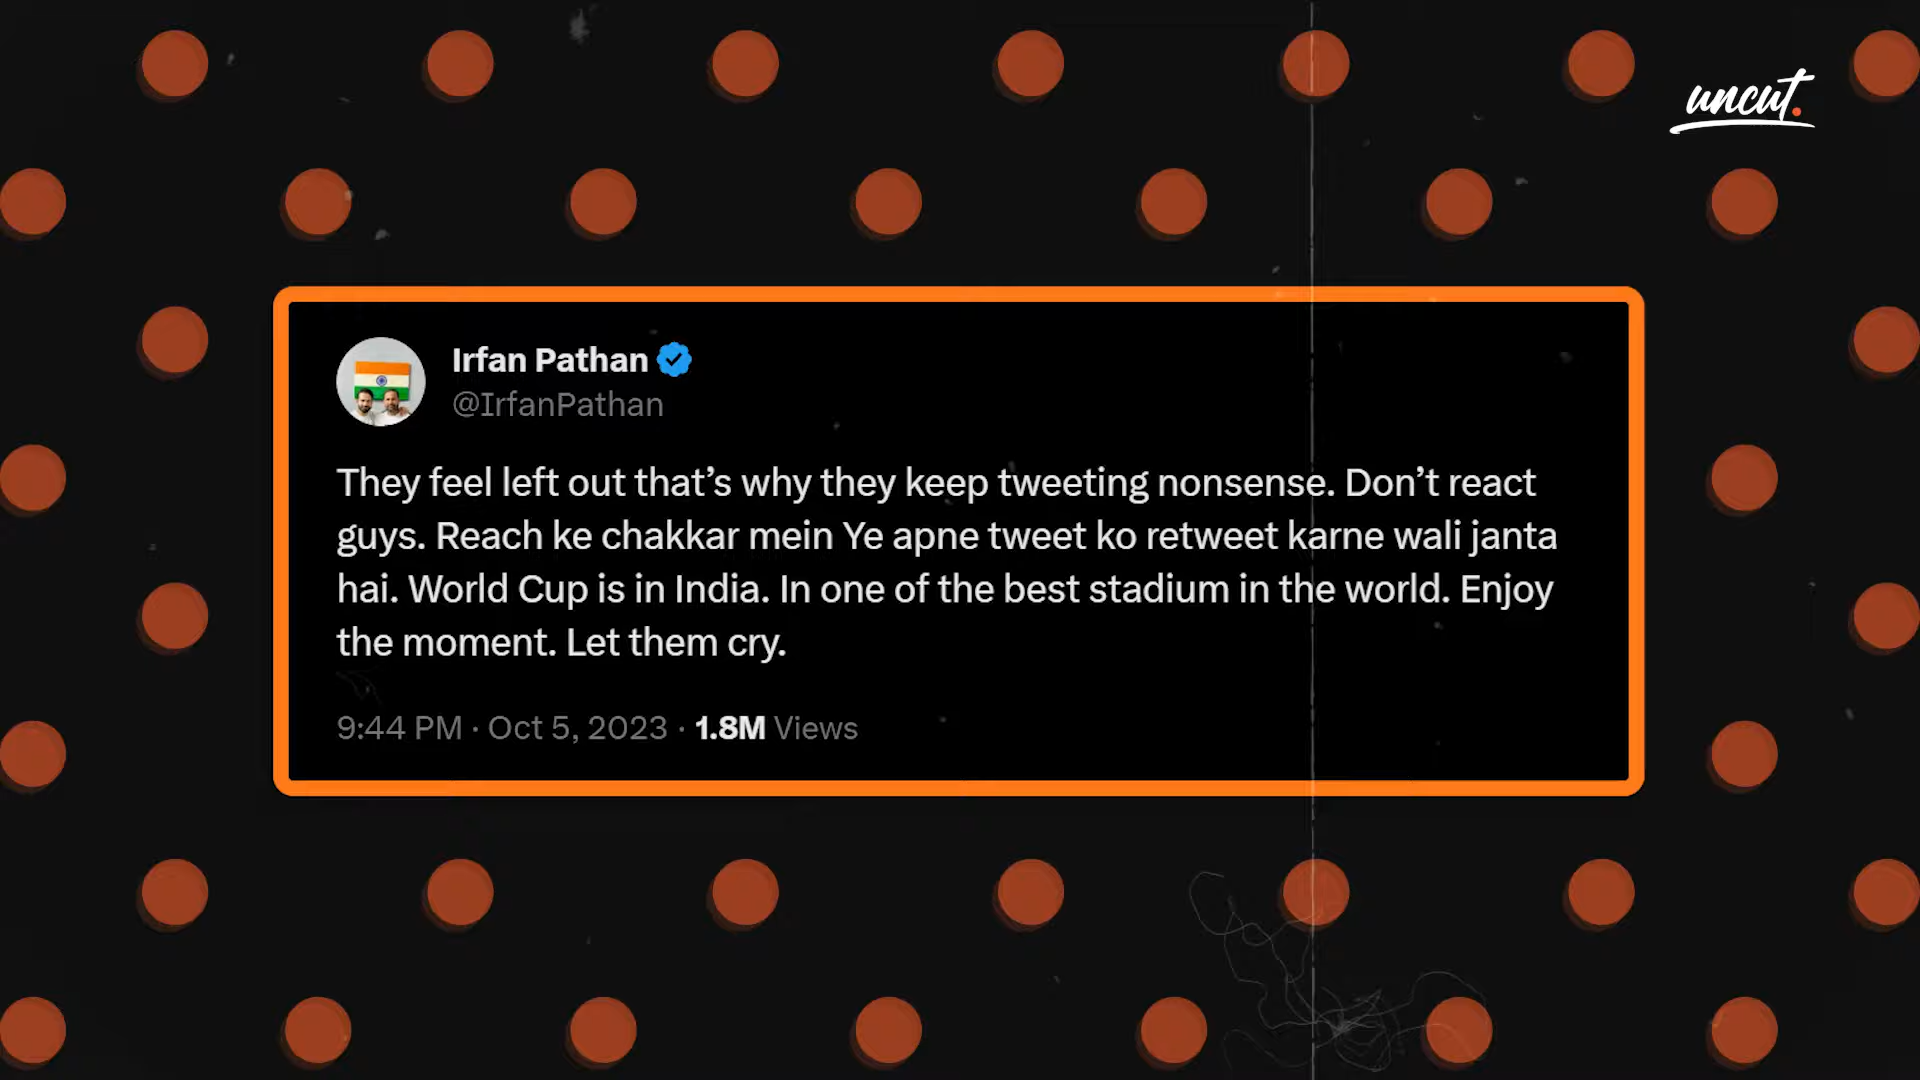 uncut.
Irfan Pathan
@IrfanPathan
They feel left out that’s why they keep tweeting nonsense. Don’t react
guys. Reach ke chakkar mein Ye apne tweet ko retweet karne wali janta
hai. World Cup is in India. In one of the best stadium in the world. Enjoy
the moment. Let them cry.
9:44 PM · Oct 5, 2023 · 1.8M Views